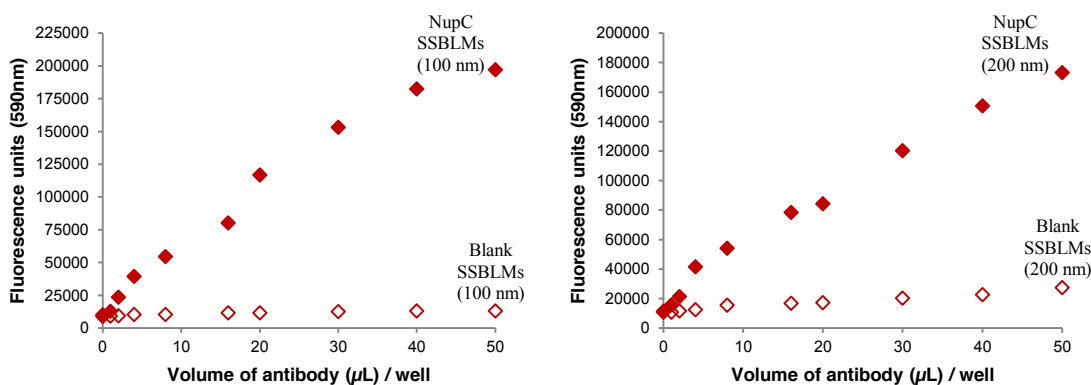 NupC
SSBLMs
(100 nm)
225000
200000
175000
150000
125000
100000
75000
50000
25000
0
Fluorescence units (590nm)
Blank
SSBLMs
(100 nm)
0 10 20 30 40 50
Volume of antibody (µL) / well
NupC
SSBLMs
(200 nm)
200000
180000
160000
140000
120000
100000
80000
60000
40000
20000
0
Fluorescence units (590nm)
Blank
SSBLMs
(200 nm)
0 10 20 30 40 50
Volume of antibody (µL) / well